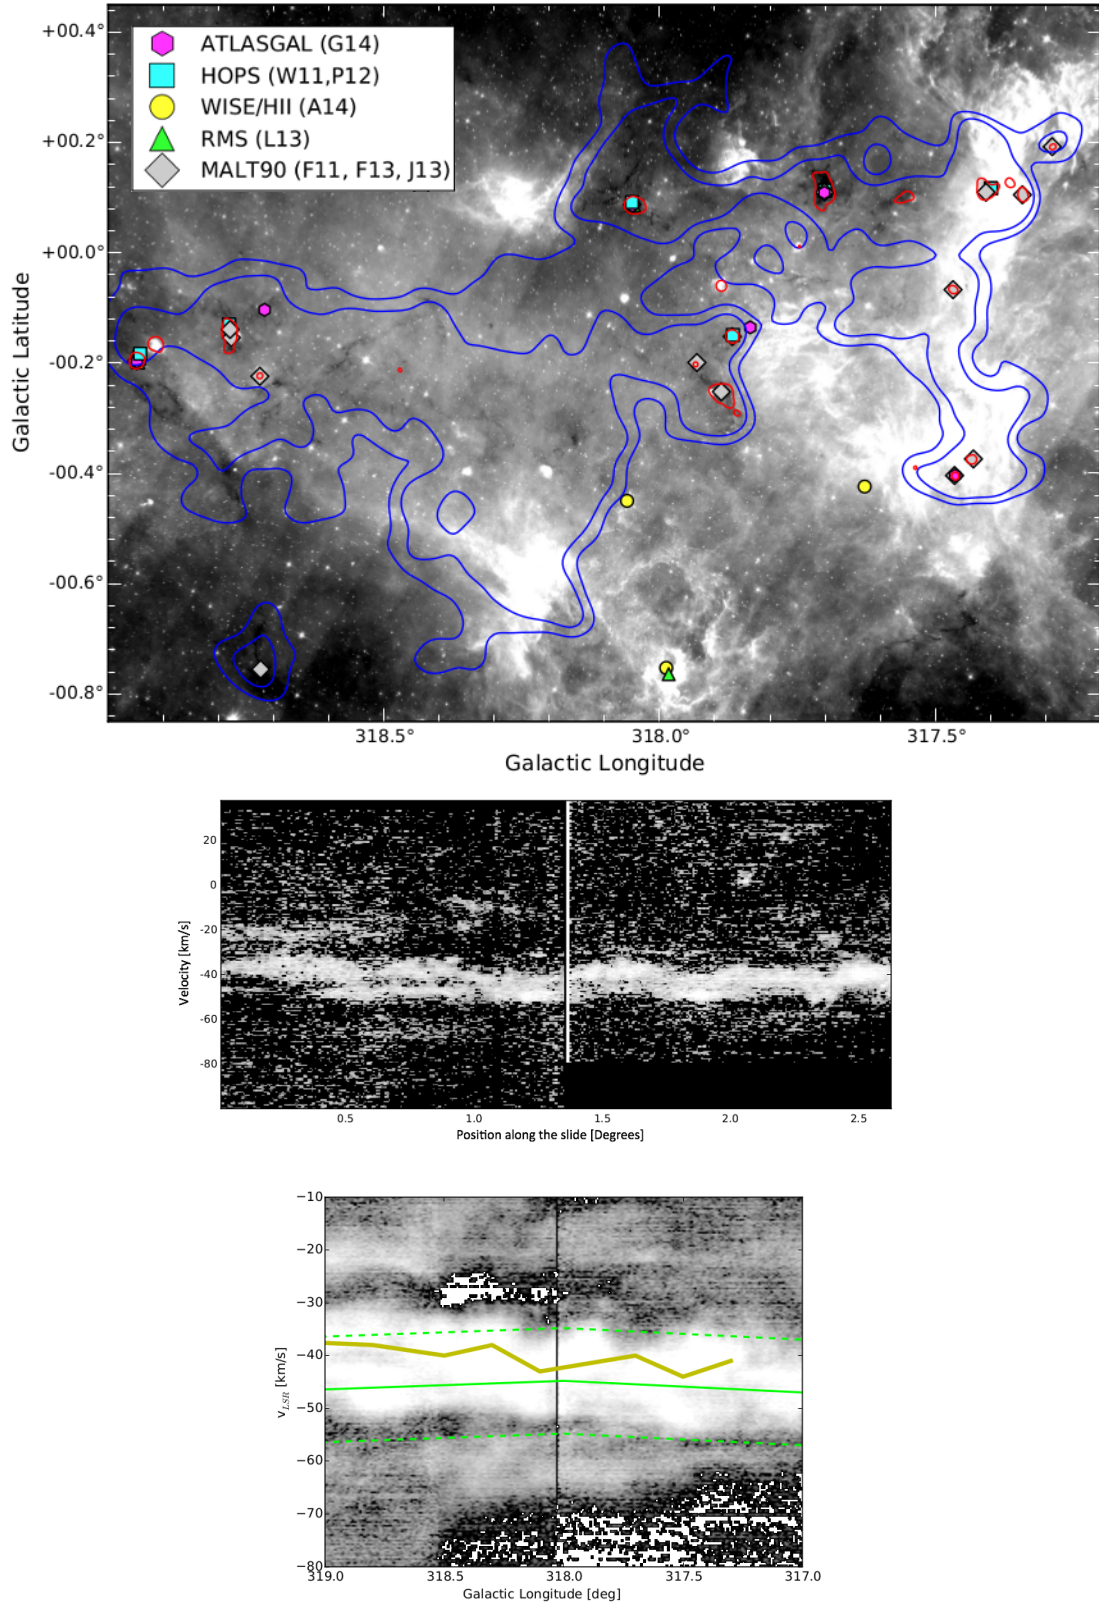 +00.4°
+00.2°
+00.0°
-00.2°
-00.4°
-00.6°
-00.8°
Galactic Latitude
ATLASGAL (G14)
HOPS (W11,P12)
WISE/HII (A14)
RMS (L13)
MALT90 (F11, F13, J13)
318.5° 318.0° 317.5°
Galactic Longitude
20
0
-20
-40
-60
-80
Velocity [km/s]
0.5 1.0 1.5 2.0 2.5
Position along the slide [Degrees]
−10
−20
−30
−40
−50
−60
−70
−80
v_LSR [km/s]
319.0 318.5 318.0 317.5 317.0
Galactic Longitude [deg]